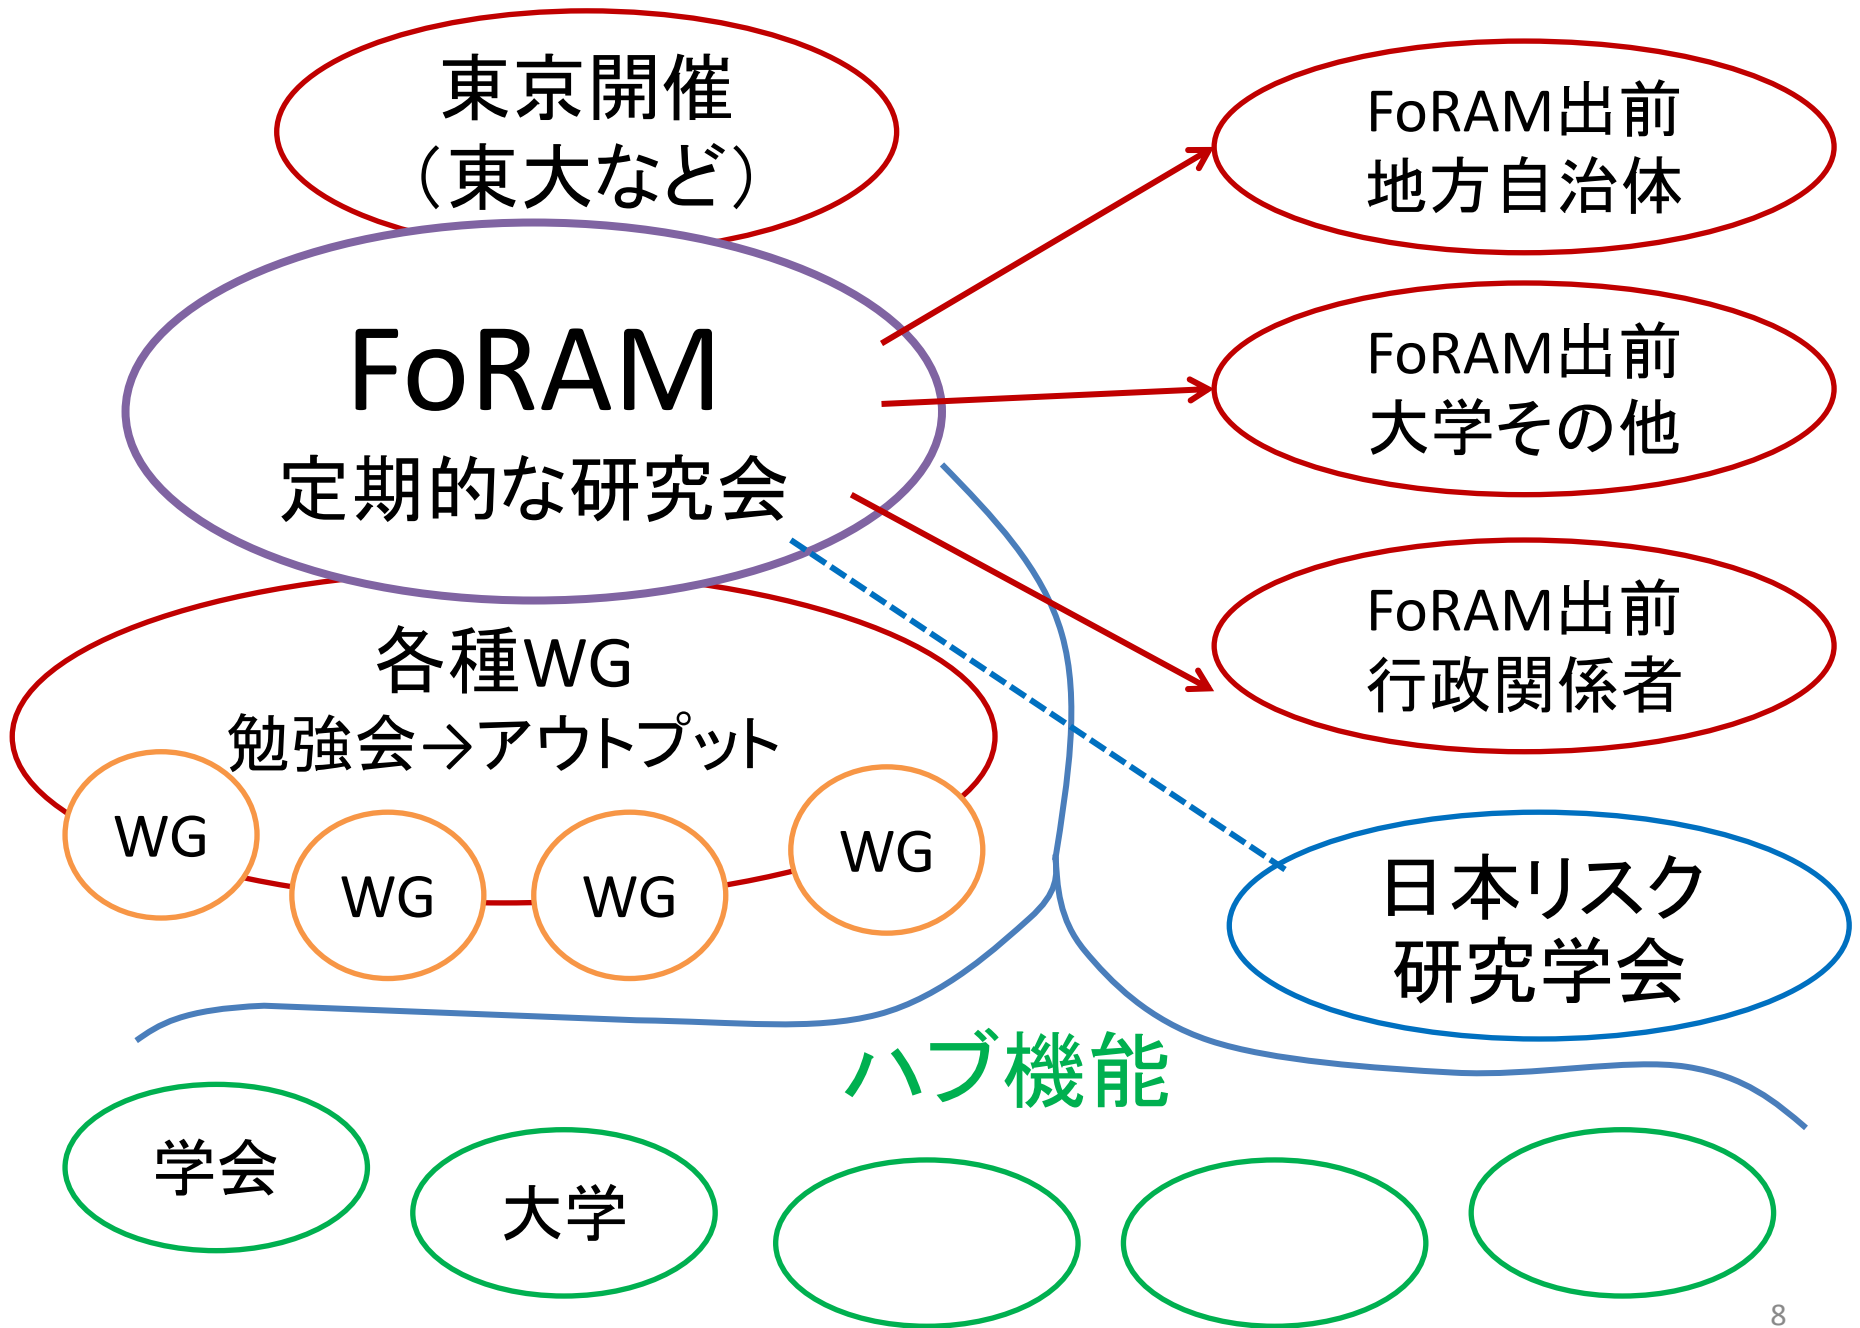 東京開催
（東大など）
FoRAM
定期的な研究会
各種WG
勉強会→アウトプット
WG
WG
WG
WG
FoRAM出前
地方自治体
FoRAM出前
大学その他
FoRAM出前
行政関係者
日本リスク
研究学会
ハブ機能
学会
大学
8